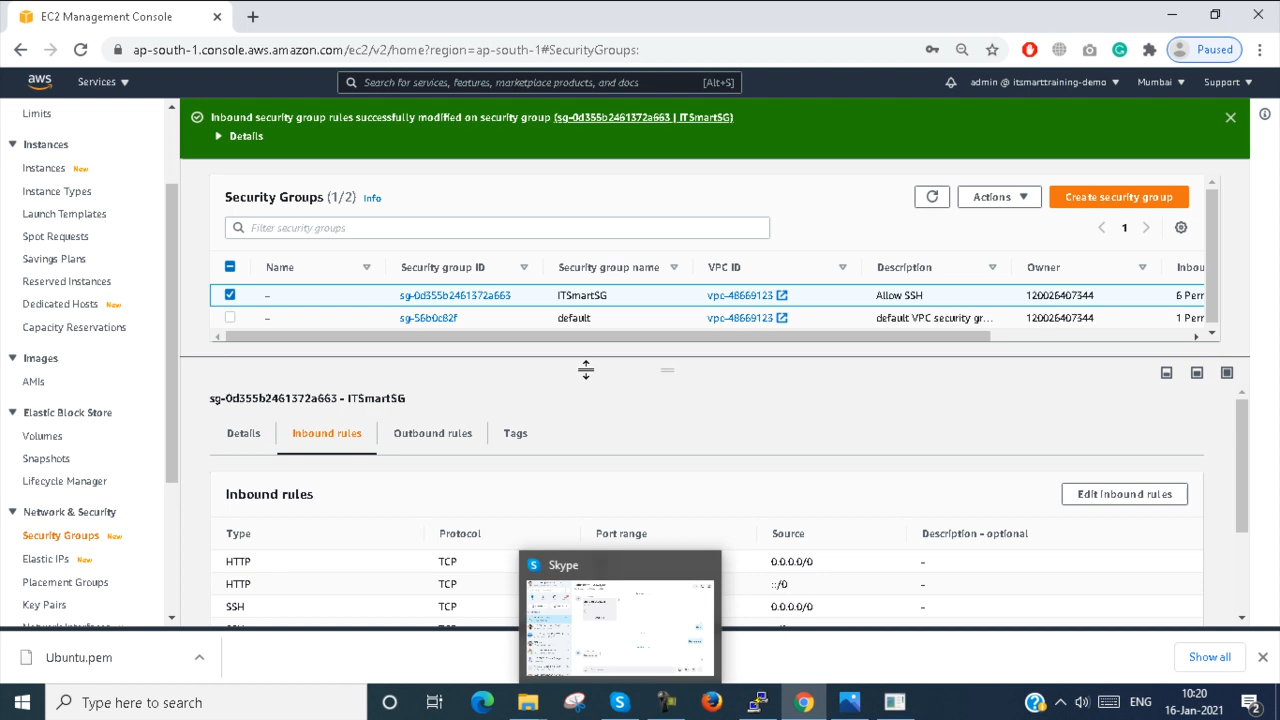 EC2 Management Console
ap-south-1.console.aws.amazon.com/ec2/v2/home?region=ap-south-1#SecurityGroups:
Paused
aws
Services
Search for services, features, marketplace products, and docs
[Alt+S]
admin @ itsmarttraining-demo
Mumbai
Support
Limits
Instances
Instances New
Instance Types
Launch Templates
Spot Requests
Savings Plans
Reserved Instances
Dedicated Hosts New
Capacity Reservations
Images
AMIs
Elastic Block Store
Volumes
Snapshots
Lifecycle Manager
Network & Security
Security Groups New
Elastic IPs New
Placement Groups
Key Pairs
Inbound security group rules successfully modified on security group (sg-0d355b2461372a663 | ITSmartSG)
Details
Security Groups (1/2) Info
Actions
Create security group
Filter security groups
1
Name Security group ID Security group name VPC ID Description Owner Inbou
– sg-0d355b2461372a663 ITSmartSG vpc-48669123 Allow SSH 120026407344 6 Perr
– sg-56b0c82f default vpc-48669123 default VPC security gr... 120026407344 1 Perr
sg-0d355b2461372a663 - ITSmartSG
Details Inbound rules Outbound rules Tags
Inbound rules
Edit inbound rules
Type Protocol Port range Source Description - optional
HTTP TCP 0.0.0.0/0 –
HTTP TCP ::/0 –
SSH TCP 0.0.0.0/0 –
Skype
Ubuntu.pem
Show all
Type here to search
ENG
10:20
16-Jan-2021
2